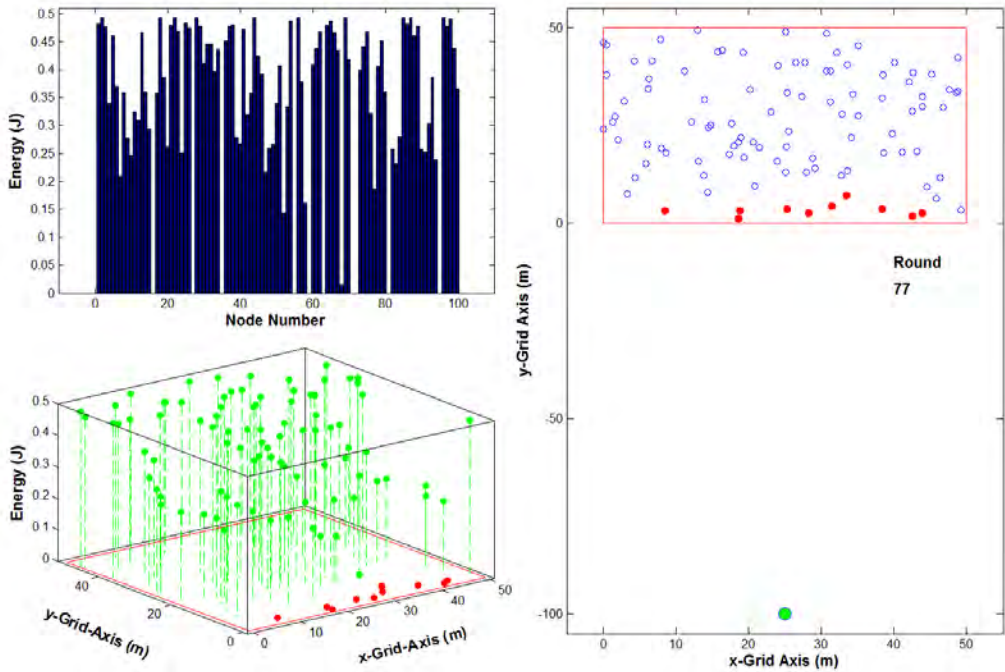 0.5
0.45
0.4
0.35
0.3
0.25
0.2
0.15
0.1
0.05
0
Energy (J)
0 20 40 60 80 100
Node Number
0.5
0.4
0.3
0.2
0.1
0
Energy (J)
40
20
0
y-Grid-Axis (m)
0 10 20 30 40 50
x-Grid-Axis (m)
50
0
-50
-100
y-Grid Axis (m)
Round
77
0 10 20 30 40 50
x-Grid Axis (m)